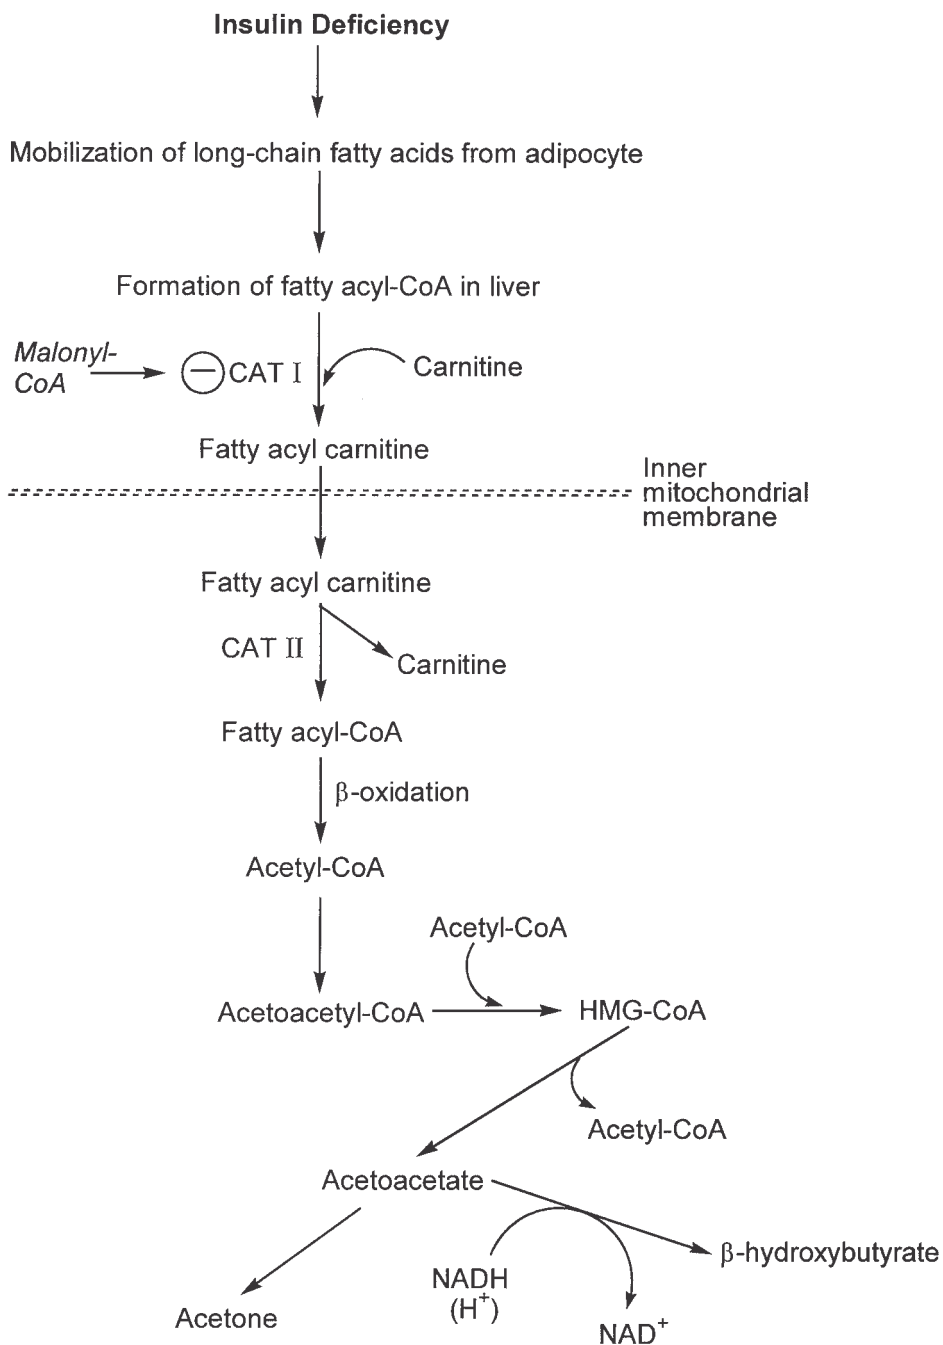 Insulin Deficiency
Mobilization of long-chain fatty acids from adipocyte
Formation of fatty acyl-CoA in liver
Malonyl-
CoA
− CAT I
Carnitine
Fatty acyl carnitine
Inner
mitochondrial
membrane
Fatty acyl carnitine
CAT II
Carnitine
Fatty acyl-CoA
β-oxidation
Acetyl-CoA
Acetyl-CoA
Acetoacetyl-CoA
HMG-CoA
Acetyl-CoA
Acetoacetate
β-hydroxybutyrate
NADH
(H⁺)
Acetone
NAD⁺